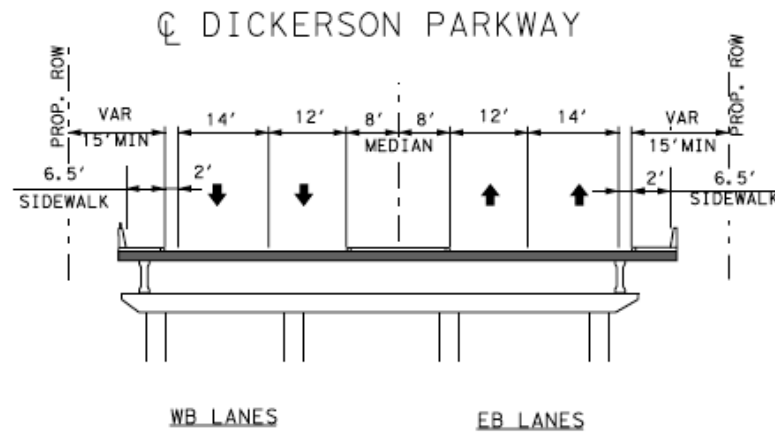 ℄ DICKERSON PARKWAY
PROP. ROW
PROP. ROW
VAR
15'MIN
14'
12'
8'
8'
MEDIAN
12'
14'
VAR
15'MIN
6.5'
SIDEWALK
2'
2'
6.5'
SIDEWALK
WB LANES
EB LANES